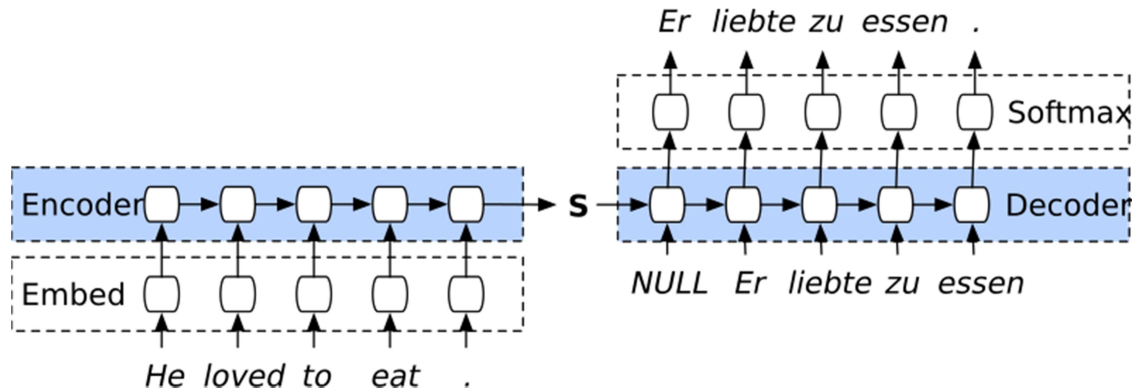 Er liebte zu essen .
Softmax
Encoder
S
Decoder
Embed
NULL Er liebte zu essen
He loved to eat .